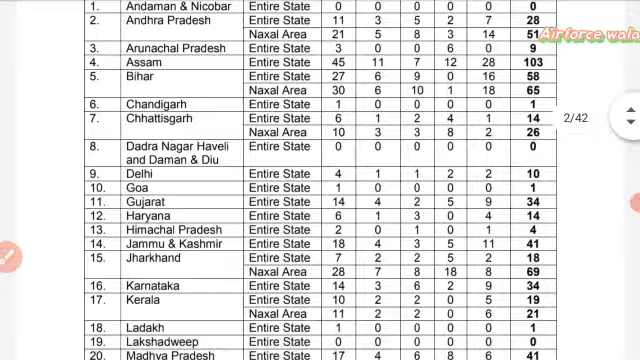 1. Andaman & Nicobar Entire State 0 0 0 0 0 0
2. Andhra Pradesh Entire State 11 3 5 2 7 28
Naxal Area 21 5 8 3 14 51
Airforce wala
3. Arunachal Pradesh Entire State 3 0 0 6 0 9
4. Assam Entire State 45 11 7 12 28 103
5. Bihar Entire State 27 6 9 0 16 58
Naxal Area 30 6 10 1 18 65
6. Chandigarh Entire State 1 0 0 0 0 1
7. Chhattisgarh Entire State 6 1 2 4 1 14
2/42
Naxal Area 10 3 3 8 2 26
8. Dadra Nagar Haveli Entire State 0 0 0 0 0 0
and Daman & Diu
9. Delhi Entire State 4 1 1 2 2 10
10. Goa Entire State 1 0 0 0 0 1
11. Gujarat Entire State 14 4 2 5 9 34
12. Haryana Entire State 6 1 3 0 4 14
13. Himachal Pradesh Entire State 2 0 1 0 1 4
14. Jammu & Kashmir Entire State 18 4 3 5 11 41
15. Jharkhand Entire State 7 2 2 5 2 18
Naxal Area 28 7 8 18 8 69
16. Karnataka Entire State 14 3 6 2 9 34
17. Kerala Entire State 10 2 2 0 5 19
Naxal Area 11 2 2 0 6 21
18. Ladakh Entire State 1 0 0 0 0 1
19. Lakshadweep Entire State 0 0 0 0 0 0
20. Madhya Pradesh Entire State 17 4 6 8 6 41